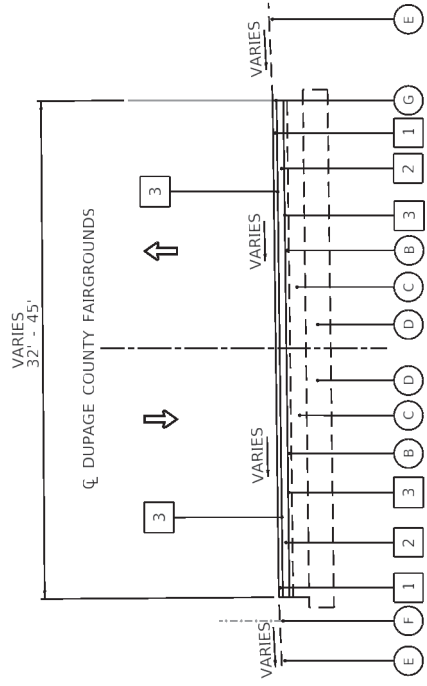 VARIES
32' - 45'
℄ DUPAGE COUNTY FAIRGROUNDS
3
3
VARIES
VARIES
VARIES
VARIES
E
F
1
2
3
B
C
D
D
C
B
3
2
1
G
E